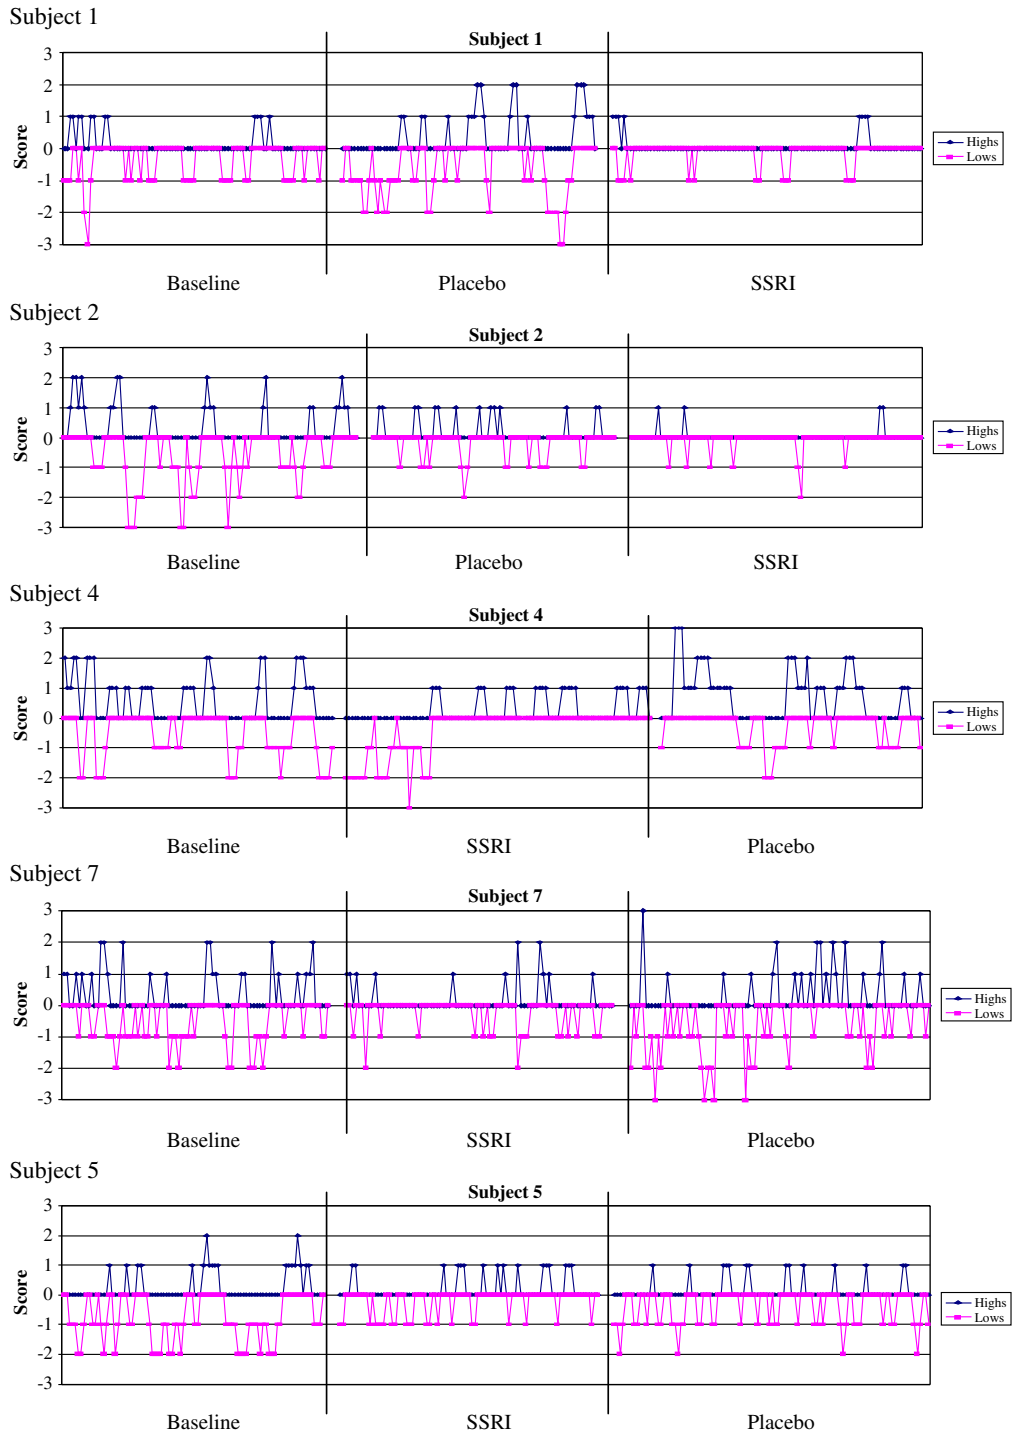 Subject 1
Subject 1
3
2
1
0
-1
-2
-3
Score
Highs
Lows
Baseline Placebo SSRI
Subject 2
Subject 2
3
2
1
0
-1
-2
-3
Score
Highs
Lows
Baseline Placebo SSRI
Subject 4
Subject 4
3
2
1
0
-1
-2
-3
Score
Highs
Lows
Baseline SSRI Placebo
Subject 7
Subject 7
3
2
1
0
-1
-2
-3
Score
Highs
Lows
Baseline SSRI Placebo
Subject 5
Subject 5
3
2
1
0
-1
-2
-3
Score
Highs
Lows
Baseline SSRI Placebo